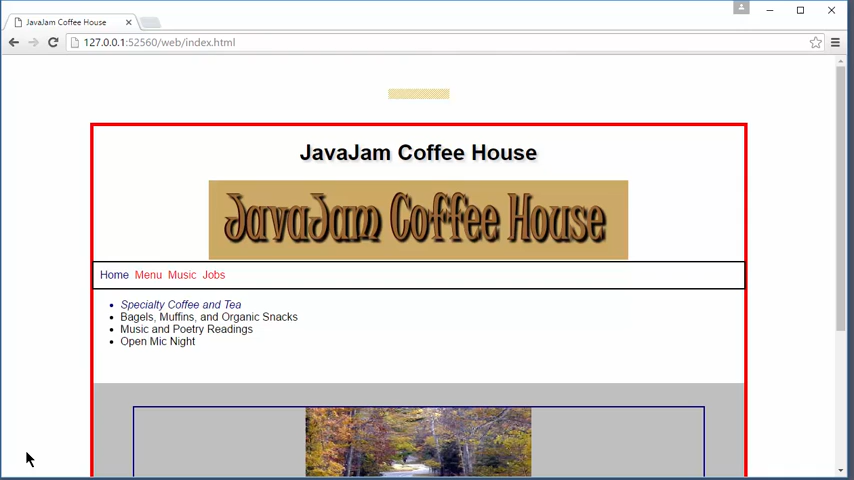 JavaJam Coffee House
127.0.0.1:52560/web/index.html
JavaJam Coffee House
JavaJam Coffee House
Home Menu Music Jobs
Specialty Coffee and Tea
Bagels, Muffins, and Organic Snacks
Music and Poetry Readings
Open Mic Night